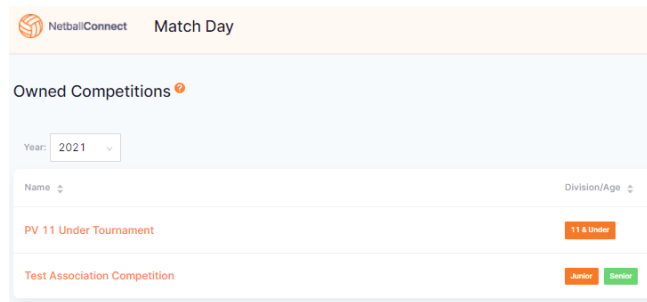 NetballConnect Match Day
Owned Competitions ?
Year: 2021
Name Division/Age
PV 11 Under Tournament 11 & Under
Test Association Competition Junior Senior